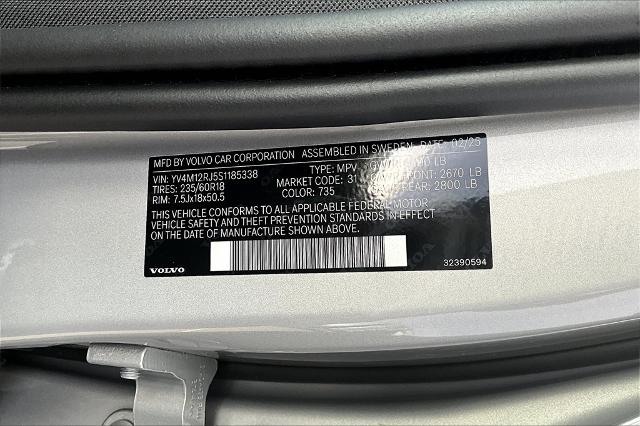 MFD BY VOLVO CAR CORPORATION ASSEMBLED IN SWEDEN DATE 02/25
VIN: YV4M12RJ5S1185338 TYPE: MPV LB
TIRES: 235/60R18 MARKET CODE: 31 FRONT: 2670 LB
RIM: 7.5Jx18x50.5 COLOR: 735 REAR: 2800 LB
THIS VEHICLE CONFORMS TO ALL APPLICABLE FEDERAL MOTOR
VEHICLE SAFETY AND THEFT PREVENTION STANDARDS IN EFFECT
ON THE DATE OF MANUFACTURE SHOWN ABOVE.
VOLVO 32390594